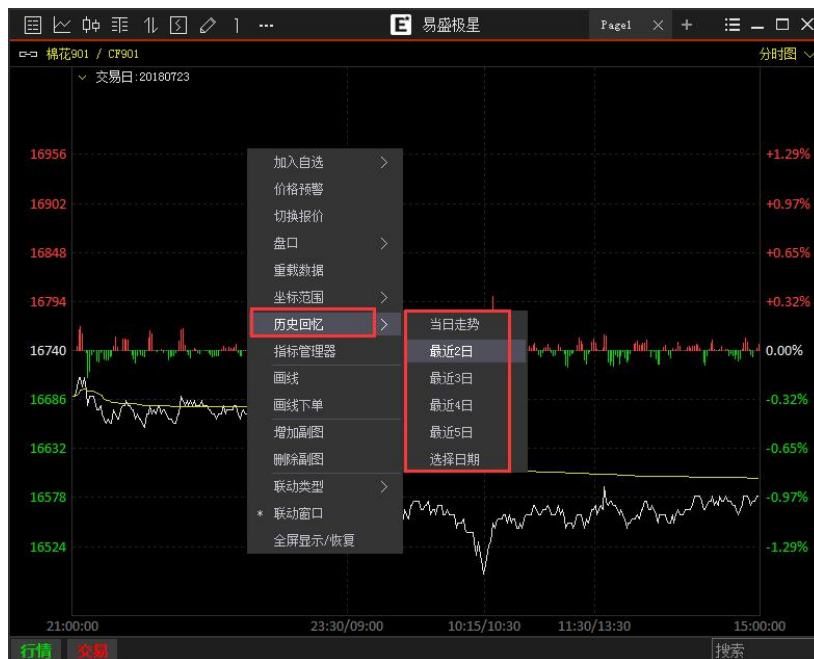 易盛极星
Page1
棉花901 / CF901
分时图
交易日:20180723
16956
+1.29%
16902
+0.97%
16848
+0.65%
16794
+0.32%
16740
0.00%
16686
-0.32%
16632
-0.65%
16578
-0.97%
16524
-1.29%
加入自选
价格预警
切换报价
盘口
重载数据
坐标范围
历史回忆
指标管理器
画线
画线下单
增加副图
删除副图
联动类型
* 联动窗口
全屏显示/恢复
当日走势
最近2日
最近3日
最近4日
最近5日
选择日期
21:00:00
23:30/09:00
10:15/10:30
11:30/13:30
15:00:00
行情
交易
搜索